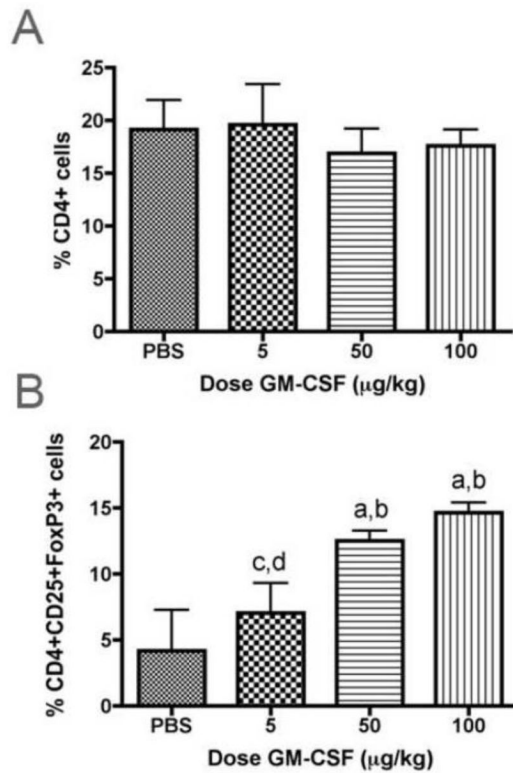 A
% CD4+ cells
25
20
15
10
5
0
PBS 5 50 100
Dose GM-CSF (μg/kg)
B
% CD4+CD25+FoxP3+ cells
20
15
10
5
0
c,d
a,b
a,b
PBS 5 50 100
Dose GM-CSF (μg/kg)